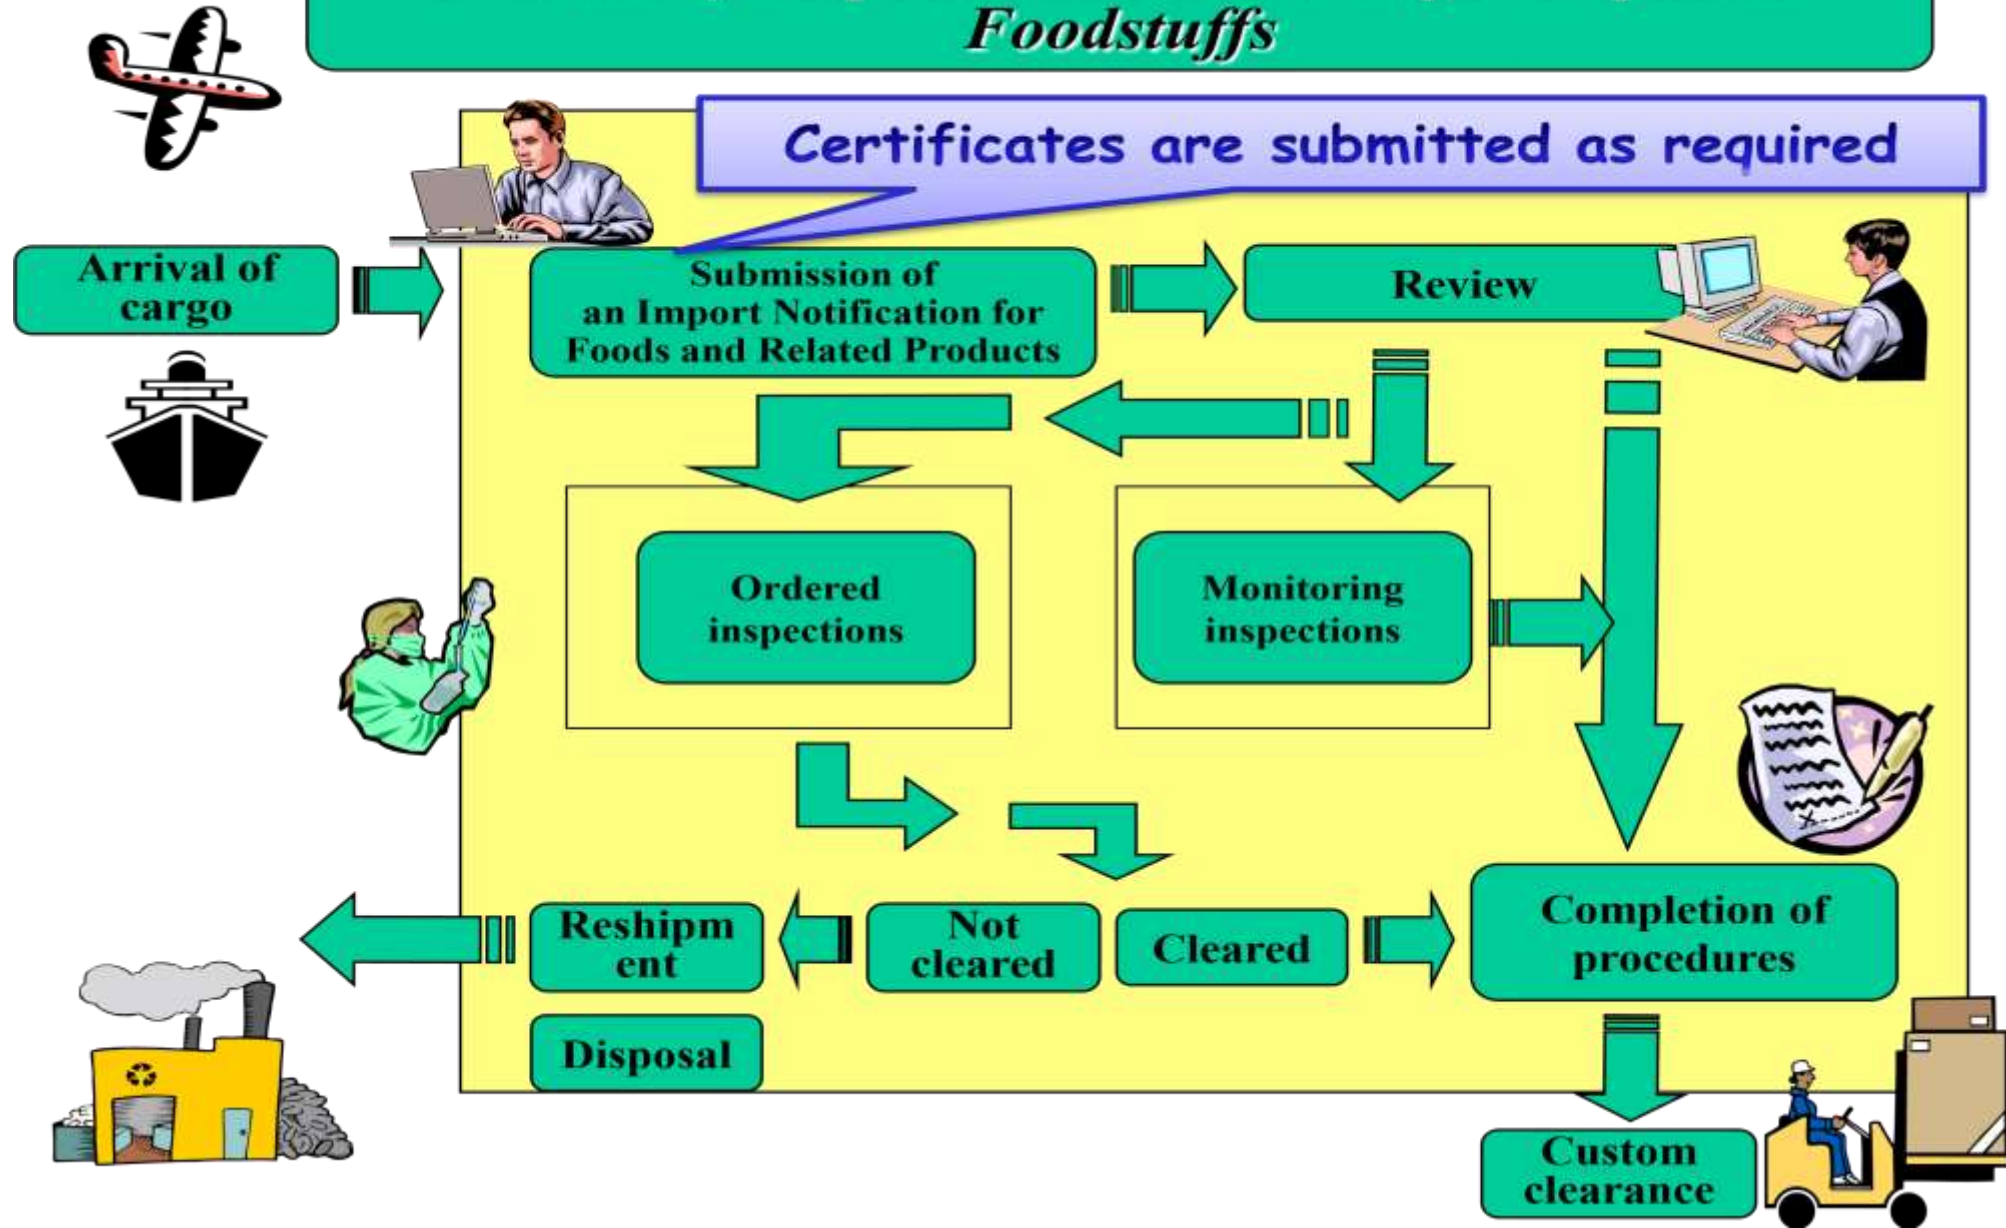 Foodstuffs
Certificates are submitted as required
Arrival of
cargo
Submission of
an Import Notification for
Foods and Related Products
Review
Ordered
inspections
Monitoring
inspections
Reshipm
ent
Not
cleared
Cleared
Completion of
procedures
Disposal
Custom
clearance